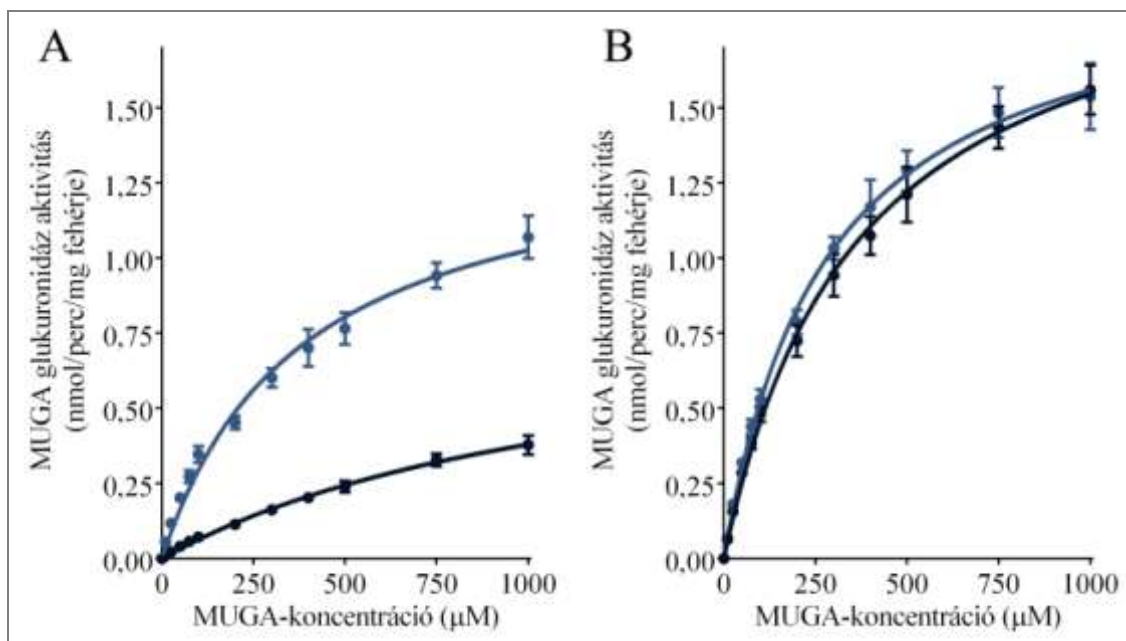 A
MUGA glukuronidáz aktivitás
(nmol/perc/mg fehérje)
1,50
1,25
1,00
0,75
0,50
0,25
0,00
0 250 500 750 1000
MUGA-koncentráció (µM)
B
MUGA glukuronidáz aktivitás
(nmol/perc/mg fehérje)
1,50
1,25
1,00
0,75
0,50
0,25
0,00
0 250 500 750 1000
MUGA-koncentráció (µM)